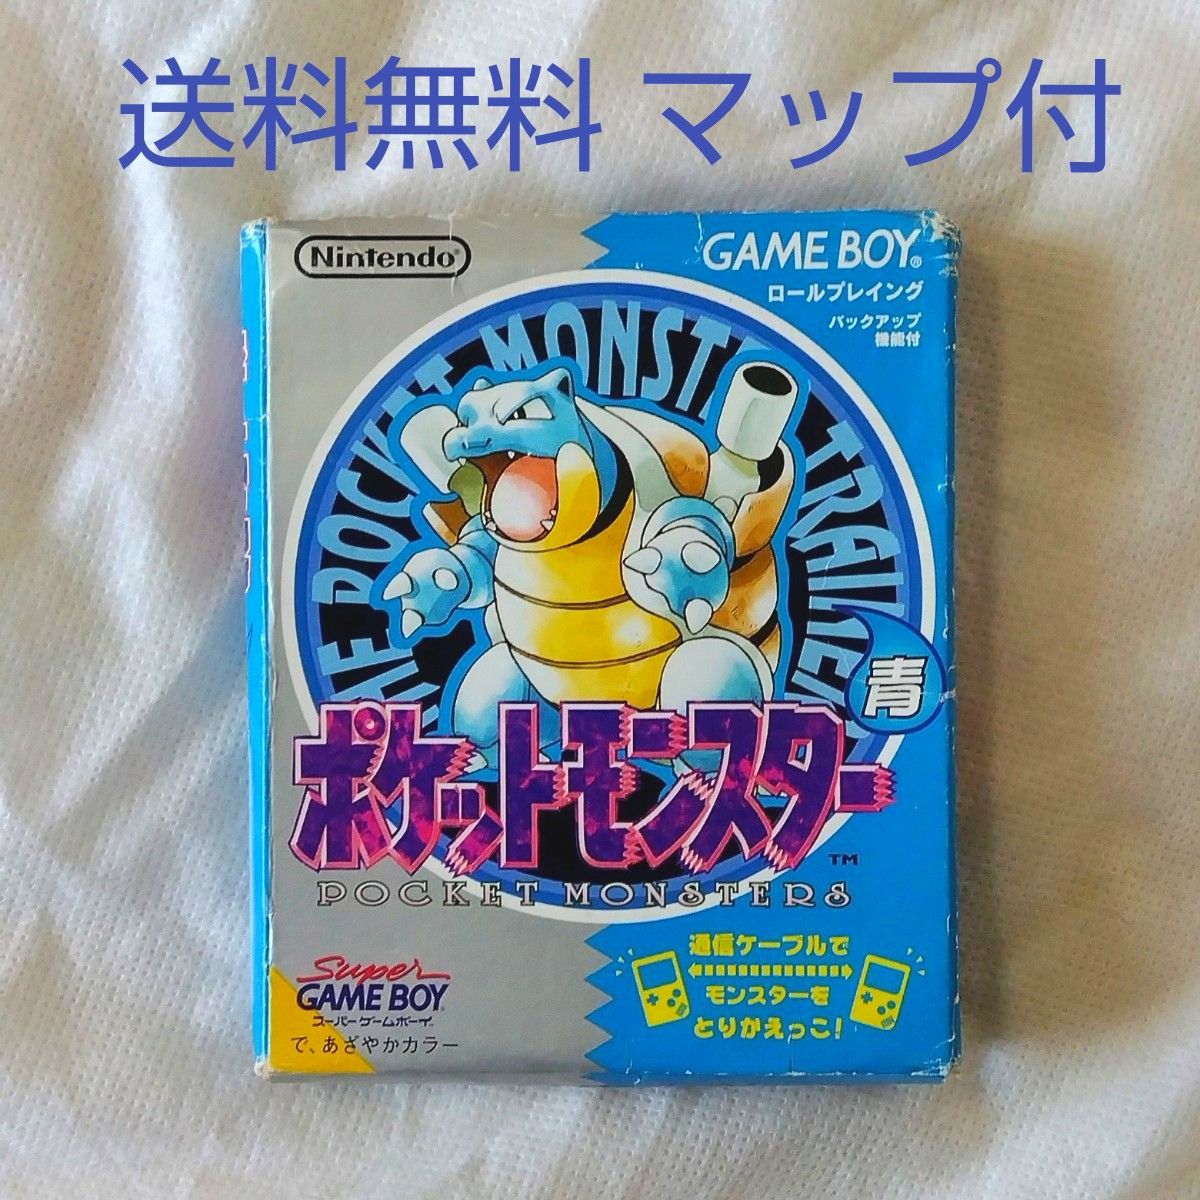 送料無料 マップ付
Nintendo®
GAME BOY®
ロールプレイング
バックアップ
機能付
THE POCKET MONSTER TRAINER
青
ポケットモンスター
TM
POCKET MONSTERS
Super
GAME BOY
スーパーゲームボーイ
で、あざやかカラー
通信ケーブルで
モンスターを
とりかえっこ!